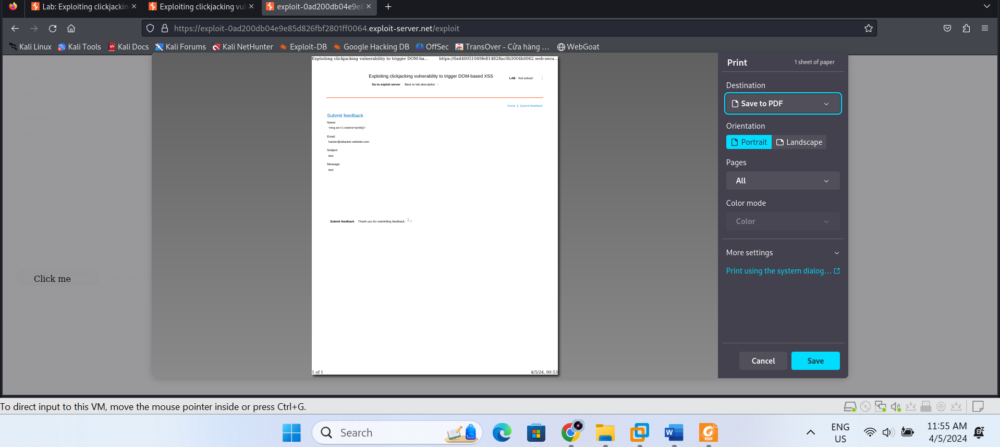 Lab: Exploiting clickjackin
Exploiting clickjacking vul
exploit-0ad200db04e9e8
https://exploit-0ad200db04e9e85d826fbf2801ff0064.exploit-server.net/exploit
Kali Linux
Kali Tools
Kali Docs
Kali Forums
Kali NetHunter
Exploit-DB
Google Hacking DB
OffSec
TransOver - Cửa hàng ...
WebGoat
Exploiting clickjacking vulnerability to trigger DOM-ba...
https://0a440051049fe814828ac0b3004b0062.web-secu...
Exploiting clickjacking vulnerability to trigger DOM-based XSS
LAB Not solved
Go to exploit server
Back to lab description
Home | Submit feedback
Submit feedback
Name:
<img src=1 onerror=print()>
Email:
hacker@attacker-website.com
Subject:
test
Message:
test
Submit feedback
Thank you for submitting feedback, !
1 of 1
4/5/24, 00:53
Click me
Print
1 sheet of paper
Destination
Save to PDF
Orientation
Portrait
Landscape
Pages
All
Color mode
Color
More settings
Print using the system dialog...
Cancel
Save
To direct input to this VM, move the mouse pointer inside or press Ctrl+G.
Search
ENG
US
11:55 AM
4/5/2024